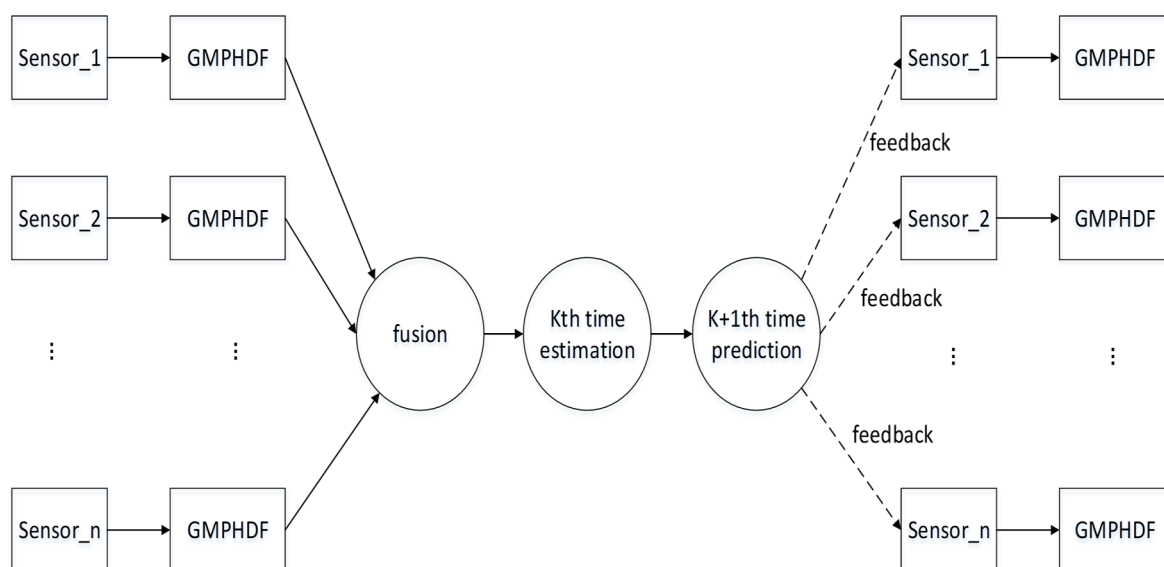 Sensor_1
GMPHDF
Sensor_1
GMPHDF
feedback
Sensor_2
GMPHDF
Sensor_2
GMPHDF
feedback
fusion
Kth time
estimation
K+1th time
prediction
⋮
⋮
⋮
⋮
feedback
Sensor_n
GMPHDF
Sensor_n
GMPHDF